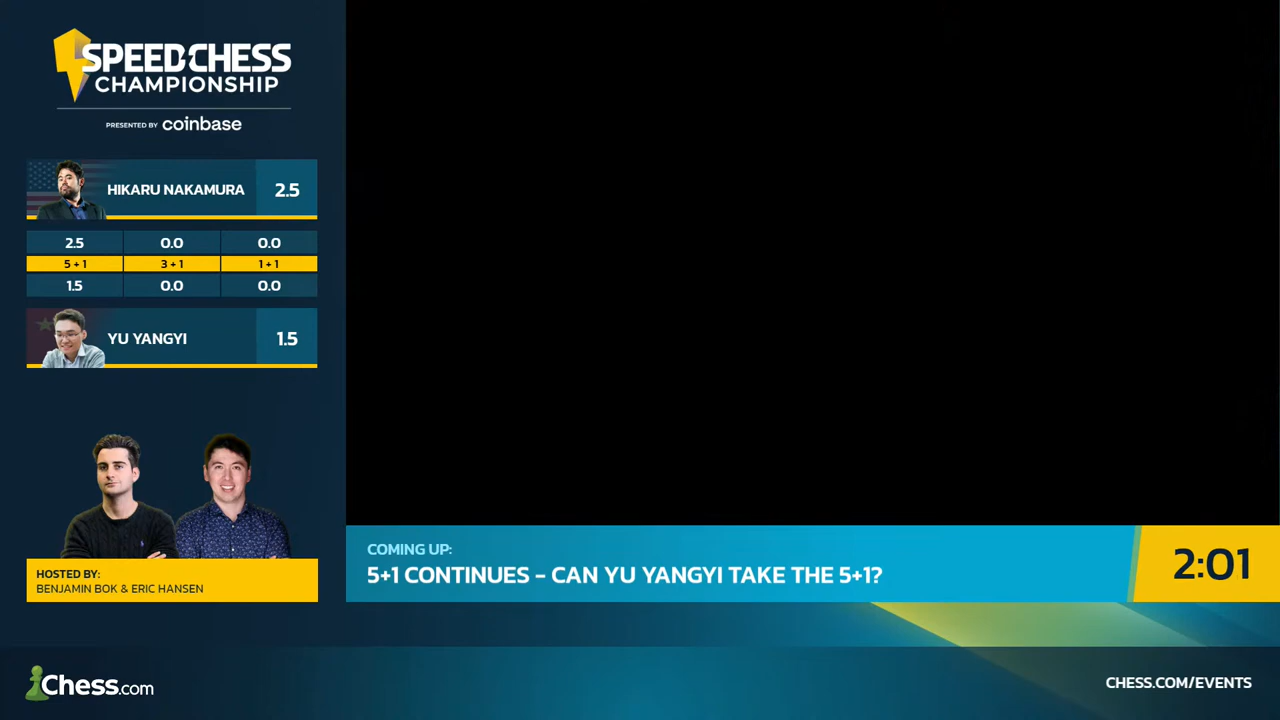 SPEED CHESS
CHAMPIONSHIP
PRESENTED BY coinbase
HIKARU NAKAMURA 2.5
2.5 0.0 0.0
5 + 1 3 + 1 1 + 1
1.5 0.0 0.0
YU YANGYI 1.5
HOSTED BY:
BENJAMIN BOK & ERIC HANSEN
COMING UP:
5+1 CONTINUES - CAN YU YANGYI TAKE THE 5+1?
2:01
Chess.com
CHESS.COM/EVENTS